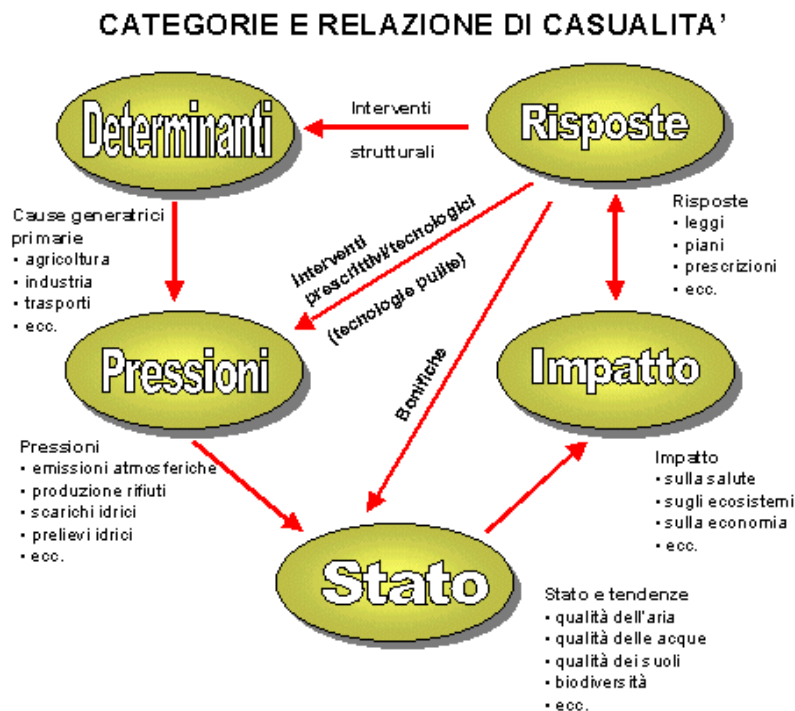 CATEGORIE E RELAZIONE DI CASUALITA'
Determinanti
Interventi
strutturali
Risposte
Cause generatrici
primarie
• agricoltura
• industria
• trasporti
• ecc.
Interventi
prescrittivi/tecnologici
(tecnologie pulite)
Bonifiche
Risposte
• leggi
• piani
• prescrizioni
• ecc.
Pressioni
Impatto
Pressioni
• emissioni atmosferiche
• produzione rifiuti
• scarichi idrici
• prelievi idrici
• ecc.
Impatto
• sulla salute
• sugli ecosistemi
• sulla economia
• ecc.
Stato
Stato e tendenze
• qualità dell'aria
• qualità delle acque
• qualità dei suoli
• biodiversità
• ecc.